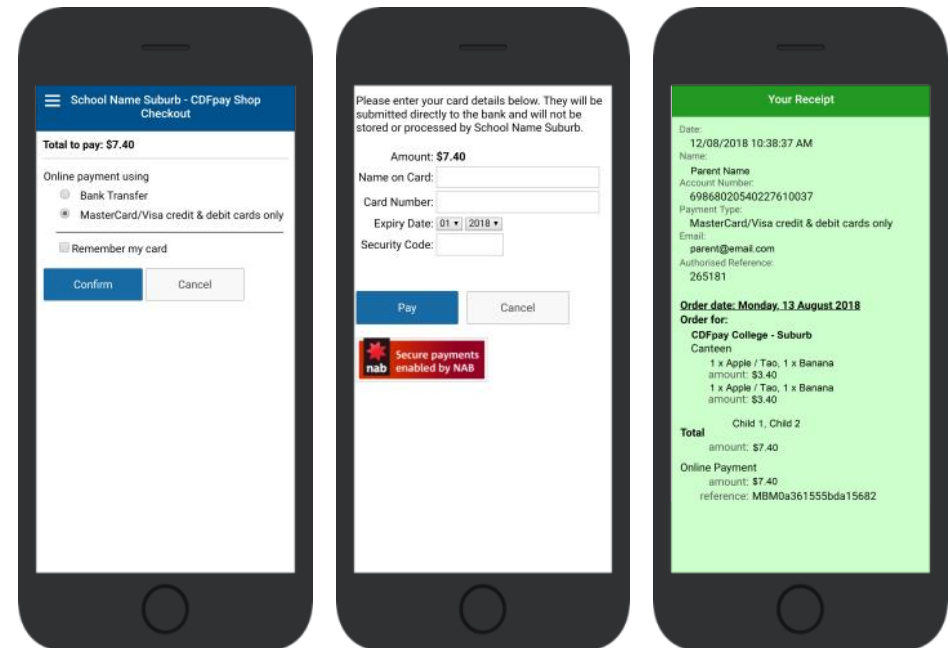 School Name Suburb - CDFpay Shop
Checkout
Total to pay: $7.40
Online payment using
Bank Transfer
MasterCard/Visa credit & debit cards only
Remember my card
Confirm Cancel
Please enter your card details below. They will be
submitted directly to the bank and will not be
stored or processed by School Name Suburb.
Amount: $7.40
Name on Card:
Card Number:
Expiry Date: 01 2018
Security Code:
Pay Cancel
nab
Secure payments
enabled by NAB
Your Receipt
Date:
12/08/2018 10:38:37 AM
Name:
Parent Name
Account Number:
69868020540227610037
Payment Type:
MasterCard/Visa credit & debit cards only
Email:
parent@email.com
Authorised Reference:
265181
Order date: Monday, 13 August 2018
Order for:
CDFpay College - Suburb
Canteen
1 x Apple / Tao, 1 x Banana
amount: $3.40
1 x Apple / Tao, 1 x Banana
amount: $3.40
Child 1, Child 2
Total
amount: $7.40
Online Payment
amount: $7.40
reference: MBM0a361555bda15682